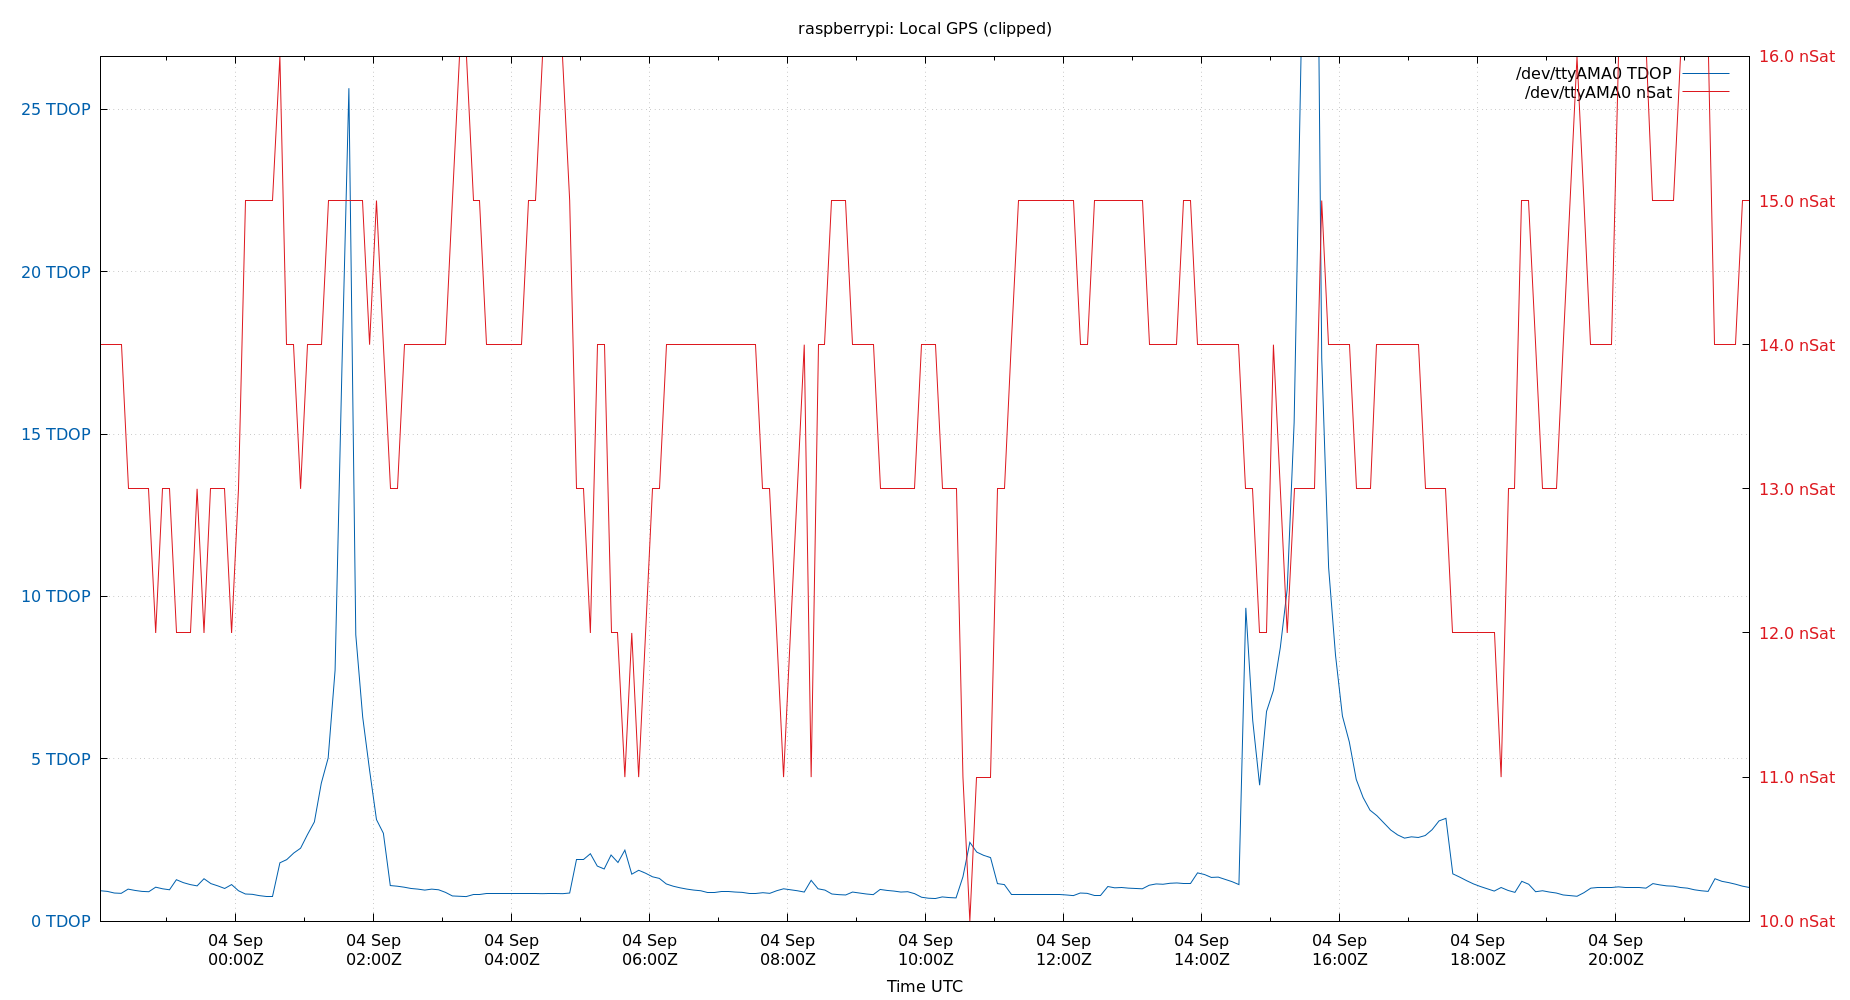 raspberrypi: Local GPS (clipped)
16.0 nSat
/dev/ttyAMA0 TDOP
/dev/ttyAMA0 nSat
25 TDOP
15.0 nSat
20 TDOP
14.0 nSat
15 TDOP
13.0 nSat
10 TDOP
12.0 nSat
5 TDOP
11.0 nSat
0 TDOP
10.0 nSat
04 Sep 04 Sep 04 Sep 04 Sep 04 Sep 04 Sep 04 Sep 04 Sep 04 Sep 04 Sep 04 Sep
00:00Z 02:00Z 04:00Z 06:00Z 08:00Z 10:00Z 12:00Z 14:00Z 16:00Z 18:00Z 20:00Z
Time UTC